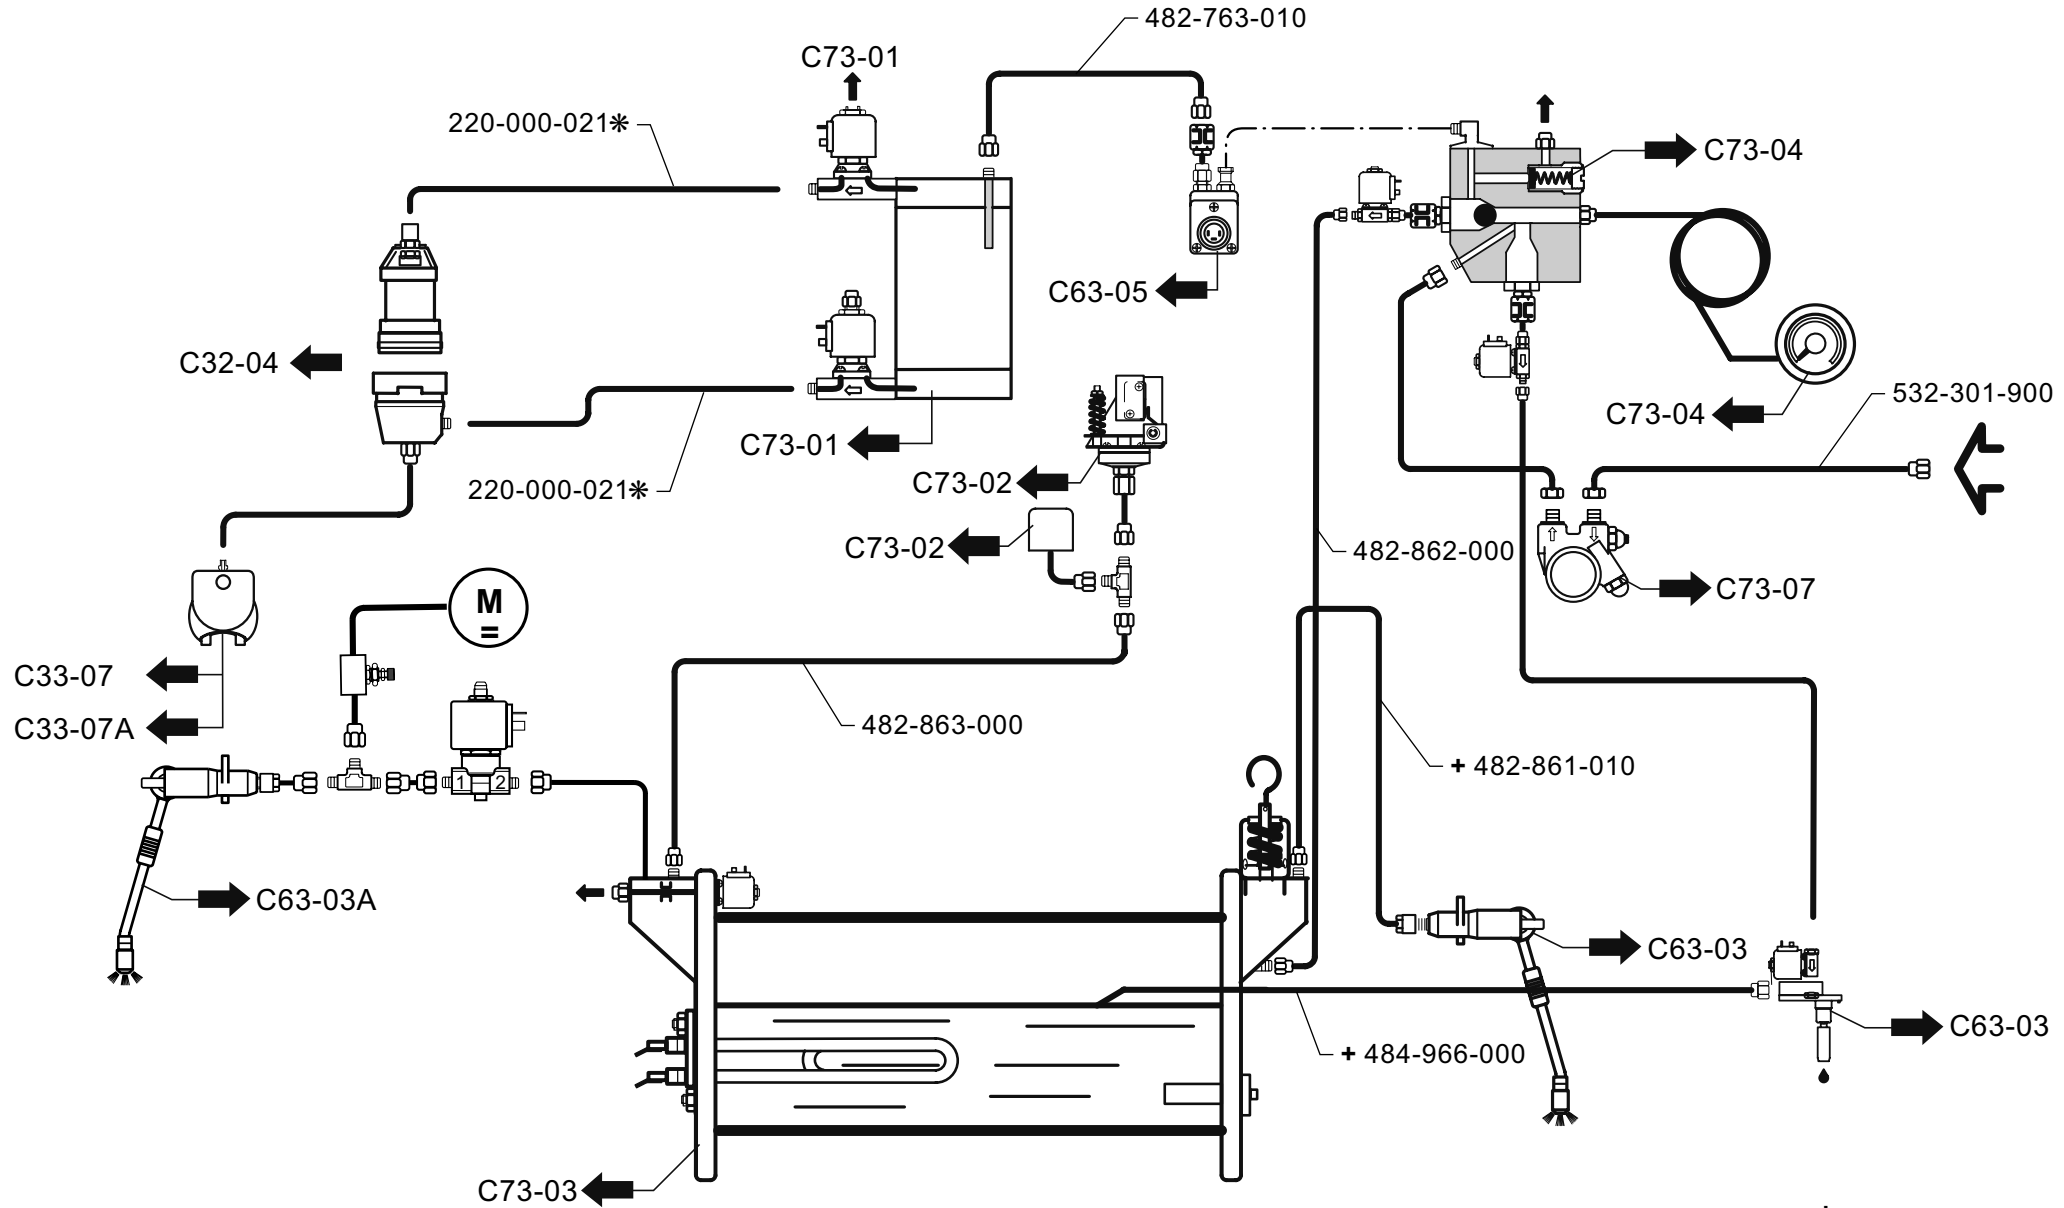 482-763-010
C73-01
220-000-021✻
C73-04
C63-05
C32-04
532-301-900
C73-04
C73-01
C73-02
220-000-021✻
C73-02
482-862-000
C73-07
M
=
C33-07
C33-07A
482-863-000
+ 482-861-010
1 2
C63-03A
C63-03
C63-03
+ 484-966-000
C73-03